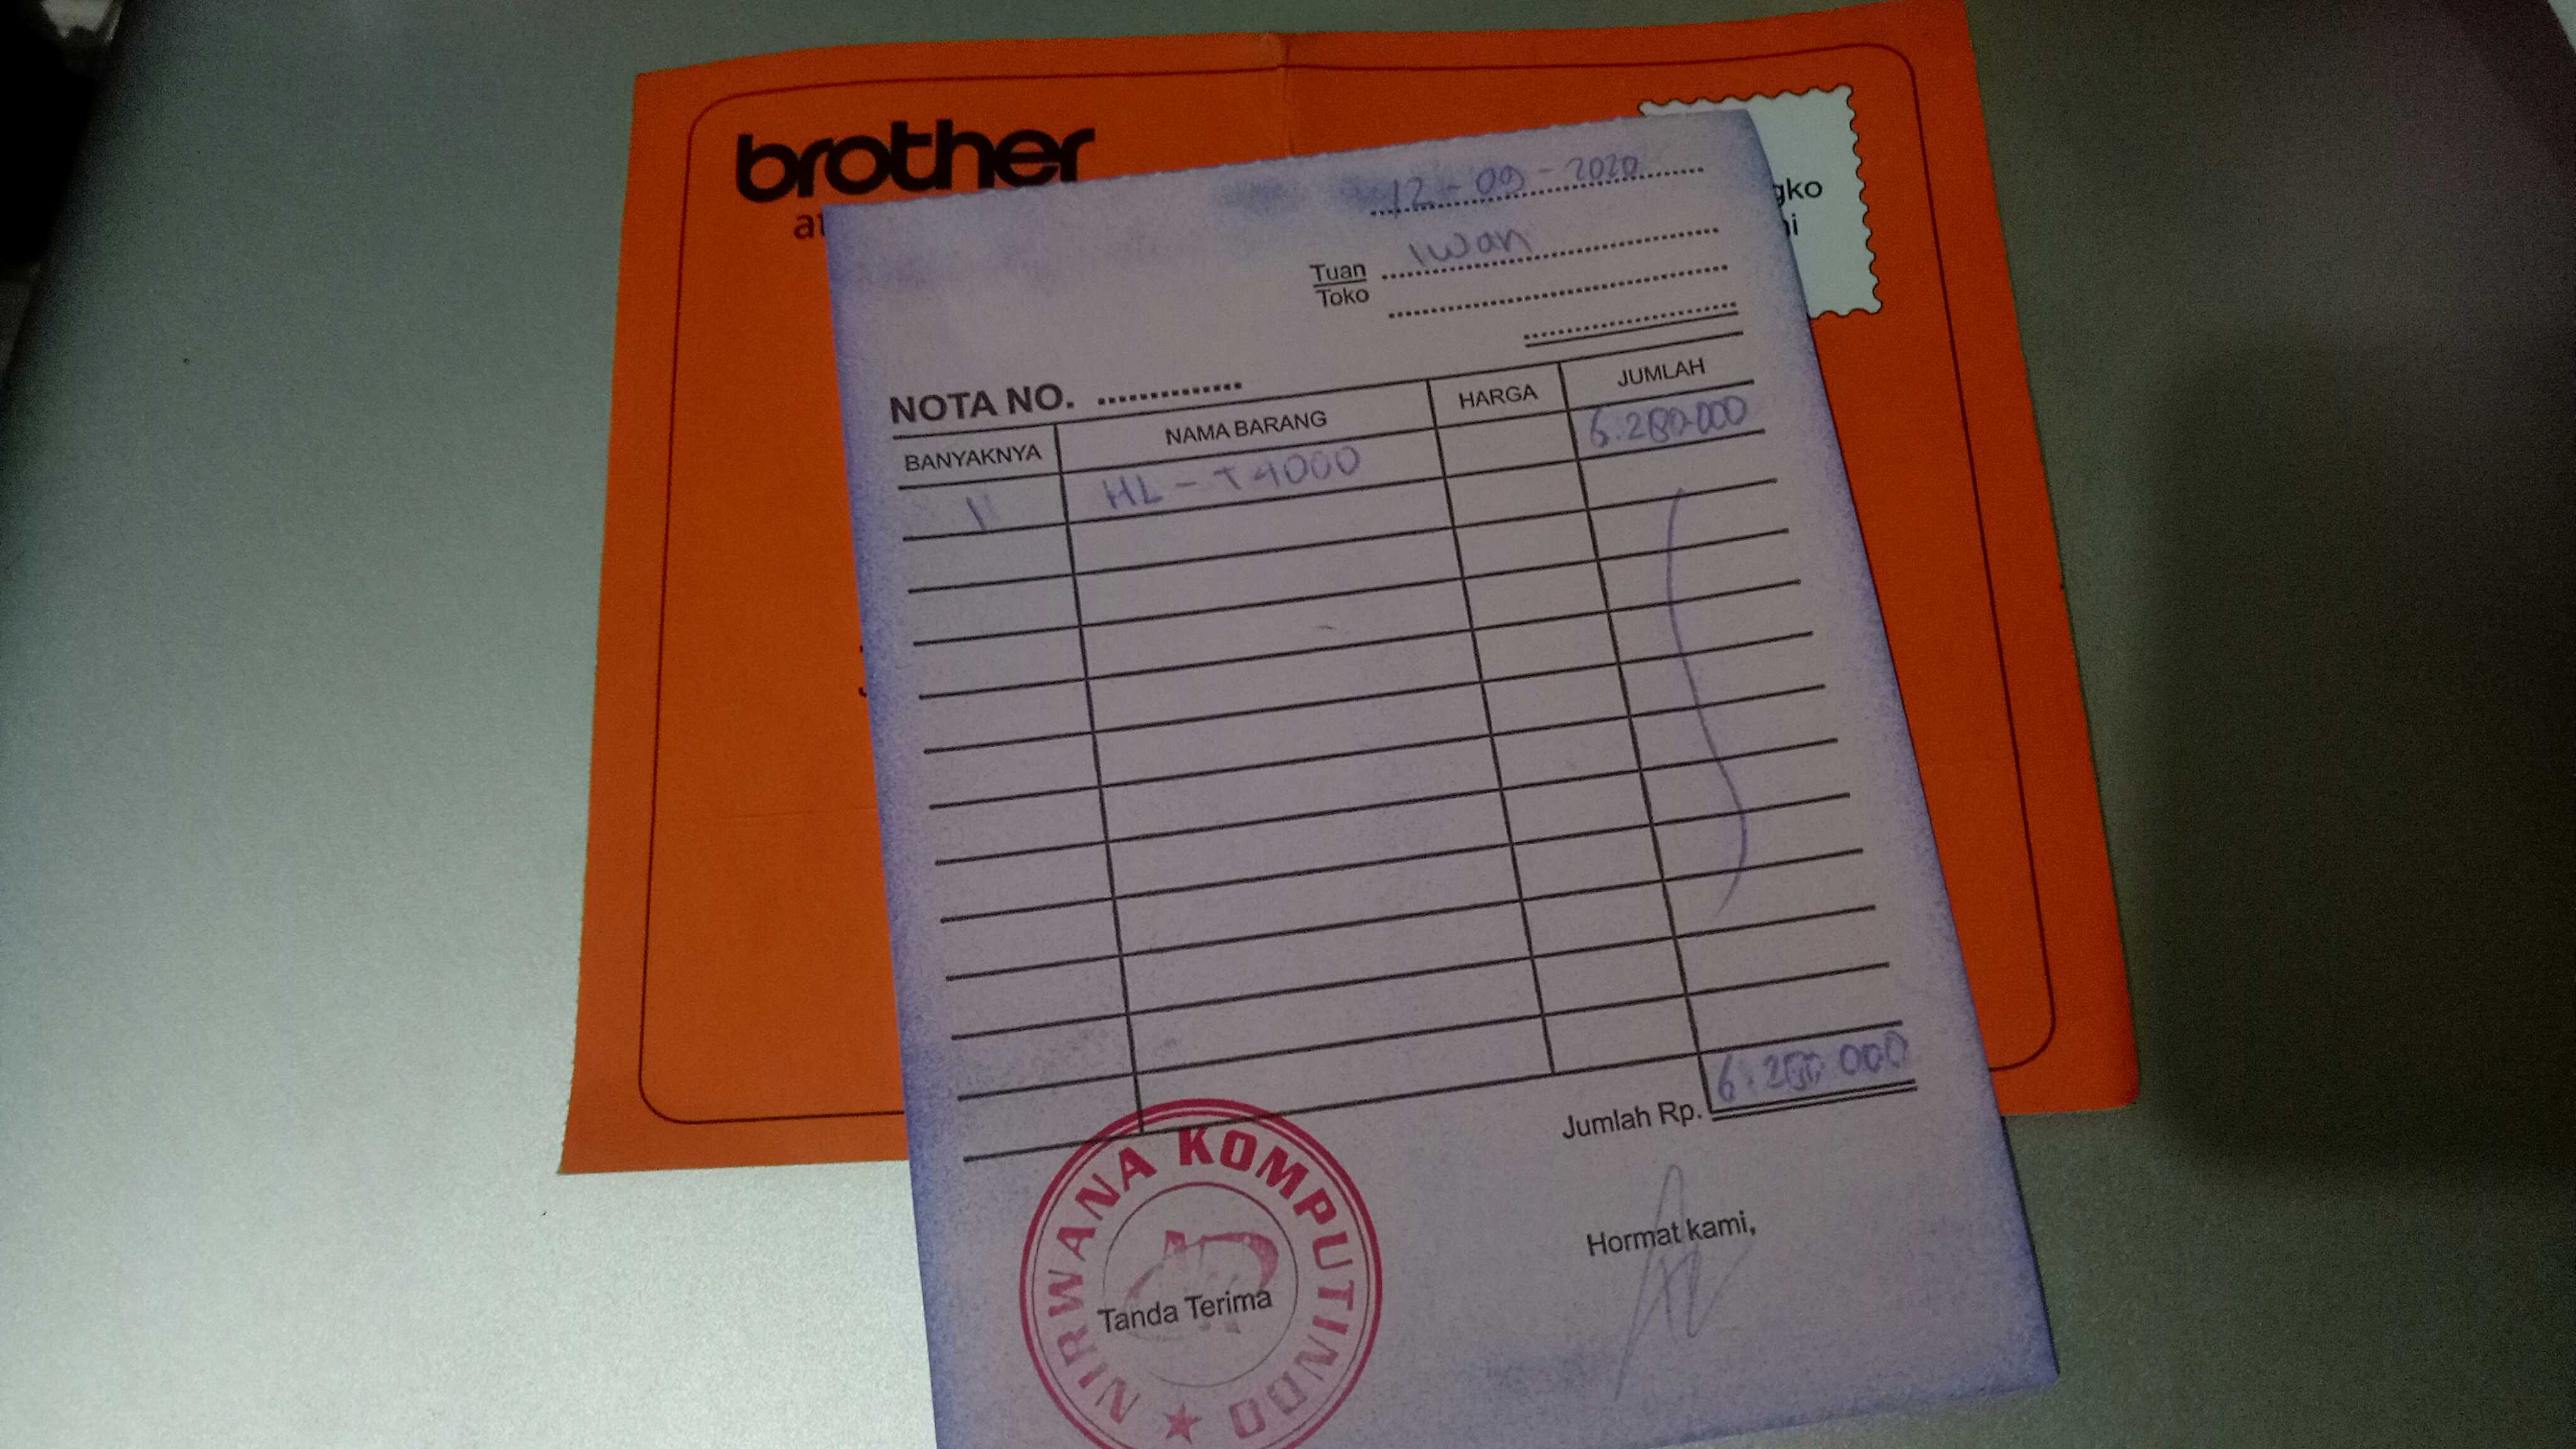 brother
gko
12-09-2020
Tuan Iwan
Toko
NOTA NO. ..............
BANYAKNYA NAMA BARANG HARGA JUMLAH
1 HL-T4000 6.280.000
Jumlah Rp. 6.280.000
NIRWANA KOMPUTINDO
Tanda Terima
Hormat kami,